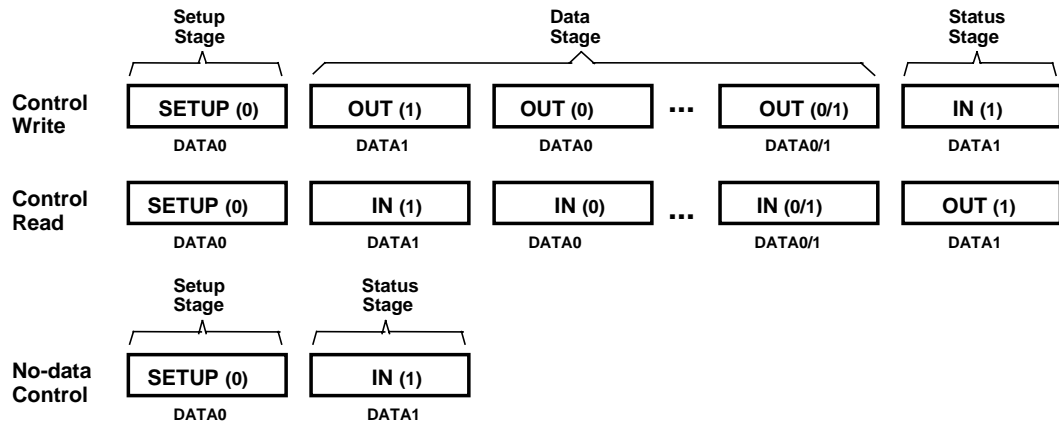 Setup
Stage
Data
Stage
Status
Stage
Control
Write
SETUP (0)
OUT (1)
OUT (0)
...
OUT (0/1)
IN (1)
DATA0
DATA1
DATA0
DATA0/1
DATA1
Control
Read
SETUP (0)
IN (1)
IN (0)
...
IN (0/1)
OUT (1)
DATA0
DATA1
DATA0
DATA0/1
DATA1
Setup
Stage
Status
Stage
No-data
Control
SETUP (0)
IN (1)
DATA0
DATA1